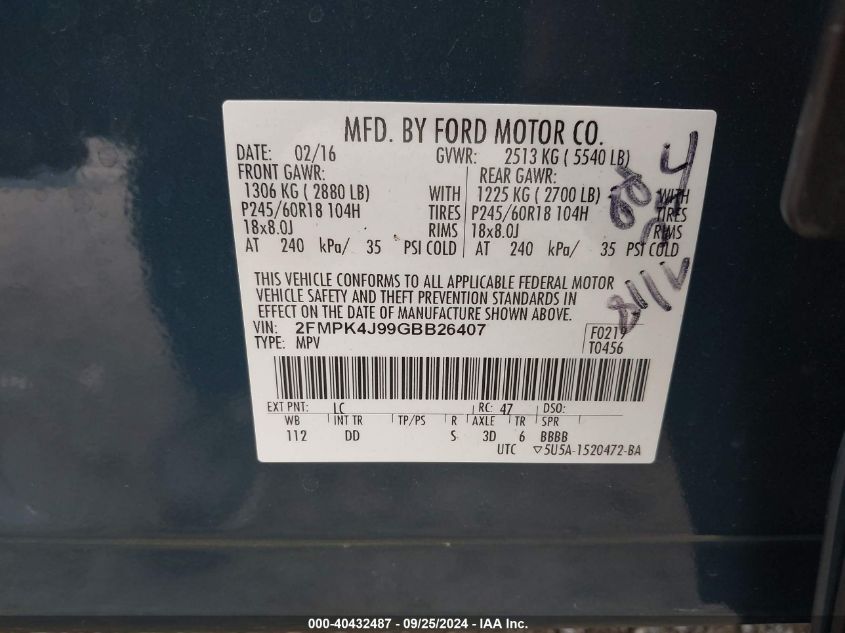 MFD. BY FORD MOTOR CO.
DATE: 02/16 GVWR: 2513 KG ( 5540 LB)
FRONT GAWR: REAR GAWR:
1306 KG ( 2880 LB) WITH 1225 KG ( 2700 LB) WITH
P245/60R18 104H TIRES P245/60R18 104H TIRES
18x8.0J RIMS 18x8.0J RIMS
AT 240 kPa/ 35 PSI COLD AT 240 kPa/ 35 PSI COLD
THIS VEHICLE CONFORMS TO ALL APPLICABLE FEDERAL MOTOR
VEHICLE SAFETY AND THEFT PREVENTION STANDARDS IN
EFFECT ON THE DATE OF MANUFACTURE SHOWN ABOVE.
VIN: 2FMPK4J99GBB26407 F0219
TYPE: MPV T0456
EXT PNT: LC RC: 47 DSO:
WB INT TR TP/PS R AXLE TR SPR
112 DD S 3D 6 BBBB
UTC ▽5U5A-1520472-BA
000-40432487 - 09/25/2024 - IAA Inc.